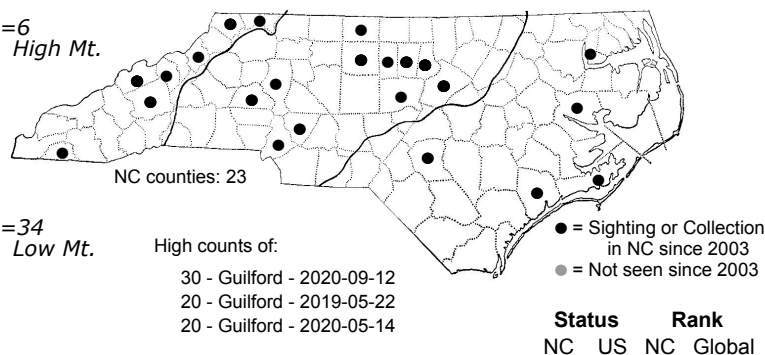 =6
High Mt.
NC counties: 23
=34
Low Mt.
High counts of:
30 - Guilford - 2020-09-12
20 - Guilford - 2019-05-22
20 - Guilford - 2020-05-14
● = Sighting or Collection
in NC since 2003
● = Not seen since 2003
Status Rank
NC US NC Global